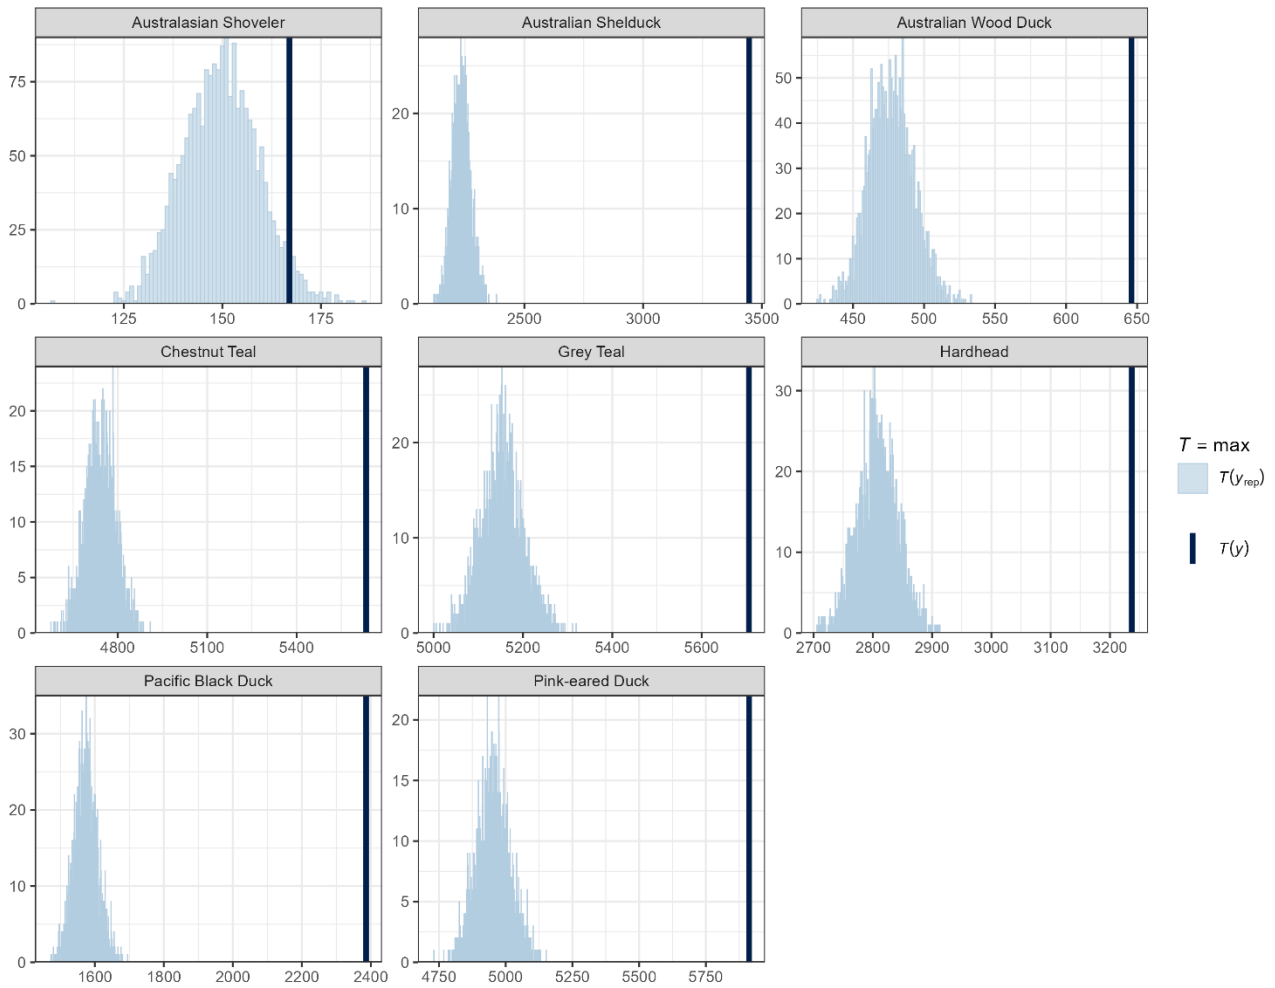 Australasian Shoveler
Australian Shelduck
Australian Wood Duck
75
50
25
0
125 150 175
20
10
0
2500 3000 3500
50
40
30
20
10
0
450 500 550 600 650
Chestnut Teal
Grey Teal
Hardhead
20
15
10
5
0
4800 5100 5400
20
10
0
5000 5200 5400 5600
30
20
10
0
2700 2800 2900 3000 3100 3200
Pacific Black Duck
Pink-eared Duck
30
20
10
0
1600 1800 2000 2200 2400
20
15
10
5
0
4750 5000 5250 5500 5750
T = max
T(yrep)
T(y)